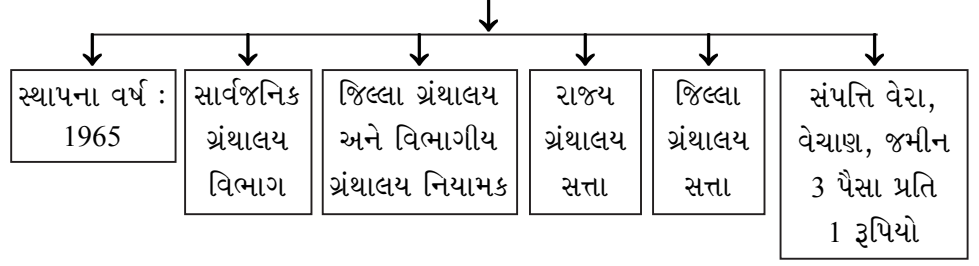 સ્થાપના વર્ષ :
1965
સાર્વજનિક
ગ્રંથાલય
વિભાગ
જિલ્લા ગ્રંથાલય
અને વિભાગીય
ગ્રંથાલય નિયામક
રાજ્ય
ગ્રંથાલય
સત્તા
જિલ્લા
ગ્રંથાલય
સત્તા
સંપત્તિ વેરા,
વેચાણ, જમીન
3 પૈસા પ્રતિ
1 રૂપિયો